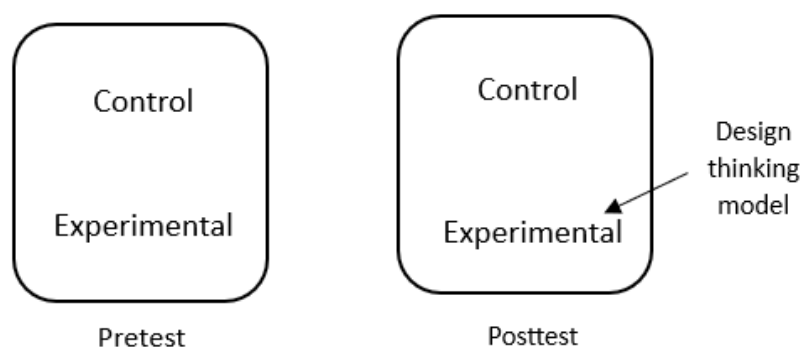 Control
Experimental
Pretest
Control
Experimental
Posttest
Design
thinking
model